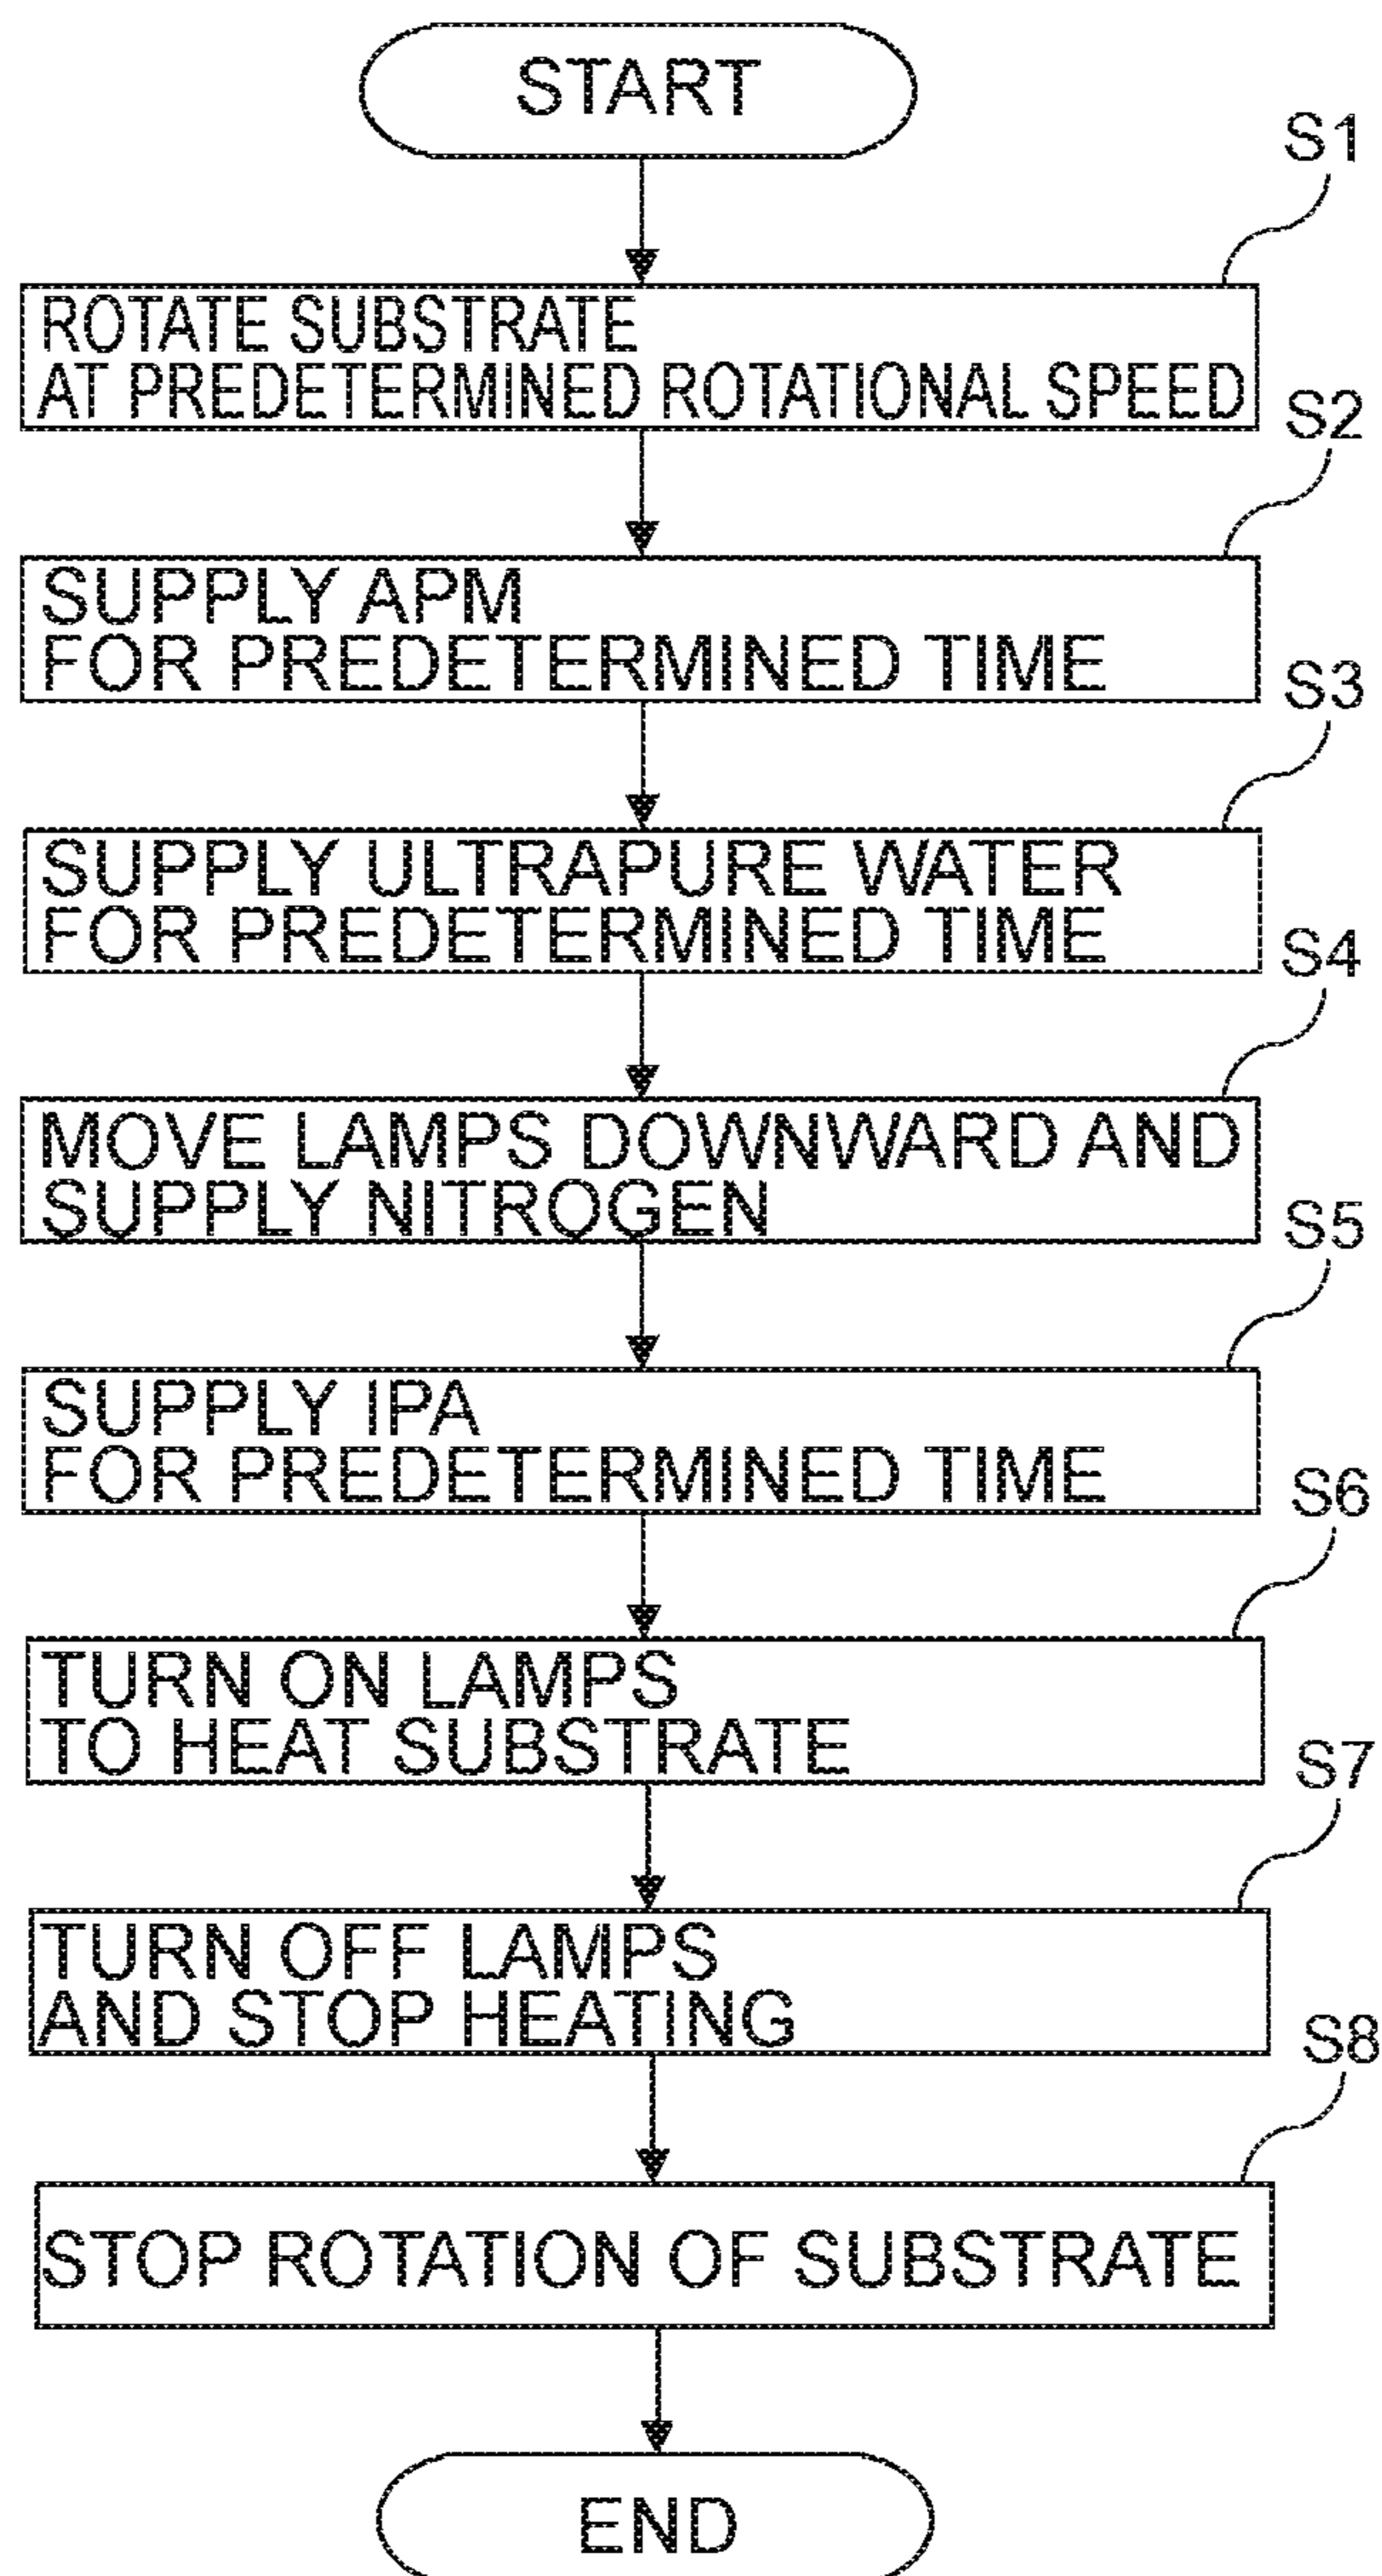 START
S1
ROTATE SUBSTRATE
AT PREDETERMINED ROTATIONAL SPEED
S2
SUPPLY APM
FOR PREDETERMINED TIME
S3
SUPPLY ULTRAPURE WATER
FOR PREDETERMINED TIME
S4
MOVE LAMPS DOWNWARD AND
SUPPLY NITROGEN
S5
SUPPLY IPA
FOR PREDETERMINED TIME
S6
TURN ON LAMPS
TO HEAT SUBSTRATE
S7
TURN OFF LAMPS
AND STOP HEATING
S8
STOP ROTATION OF SUBSTRATE
END